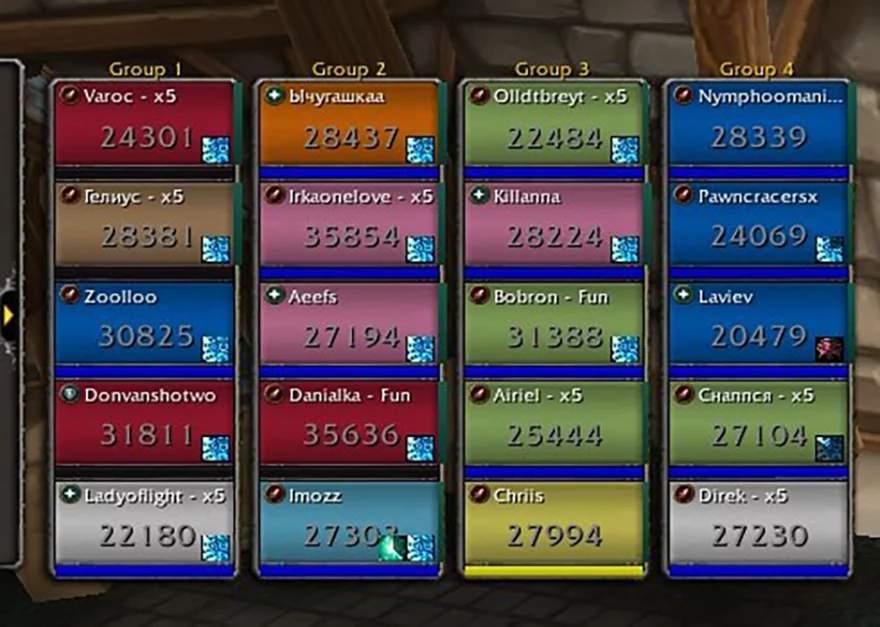 Group 1
Group 2
Group 3
Group 4
Varoc - x5
24301
Ычугашкаа
28437
Olldtbreyt - x5
22484
Nymphoomani...
28339
Гелиус - x5
28381
Irkaonelove - x5
35854
Killanna
28224
Pawncracersx
24069
Zoolloo
30825
Aeefs
27194
Bobron - Fun
31388
Laviev
20479
Donvanshotwo
31811
Danialka - Fun
35636
Airiel - x5
25444
Снаппся - x5
27104
Ladyoflight - x5
22180
Imozz
Chriis
27994
Direk - x5
27230